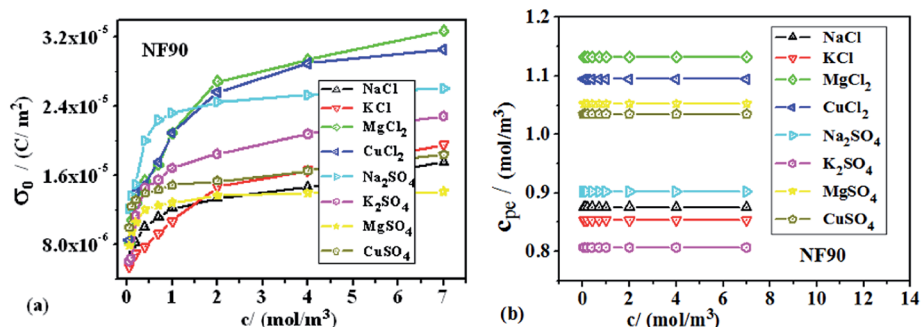 NF90
σ₀ / (C/ m²)
3.2x10⁻⁵
2.4x10⁻⁵
1.6x10⁻⁵
8.0x10⁻⁶
NaCl
KCl
MgCl₂
CuCl₂
Na₂SO₄
K₂SO₄
MgSO₄
CuSO₄
0 1 2 3 4 5 6 7
c/ (mol/m³)
(a)
cₚₑ / (mol/m³)
1.2
1.1
1.0
0.9
0.8
NaCl
KCl
MgCl₂
CuCl₂
Na₂SO₄
K₂SO₄
MgSO₄
CuSO₄
NF90
-2 0 2 4 6 8 10 12 14
c/ (mol/m³)
(b)